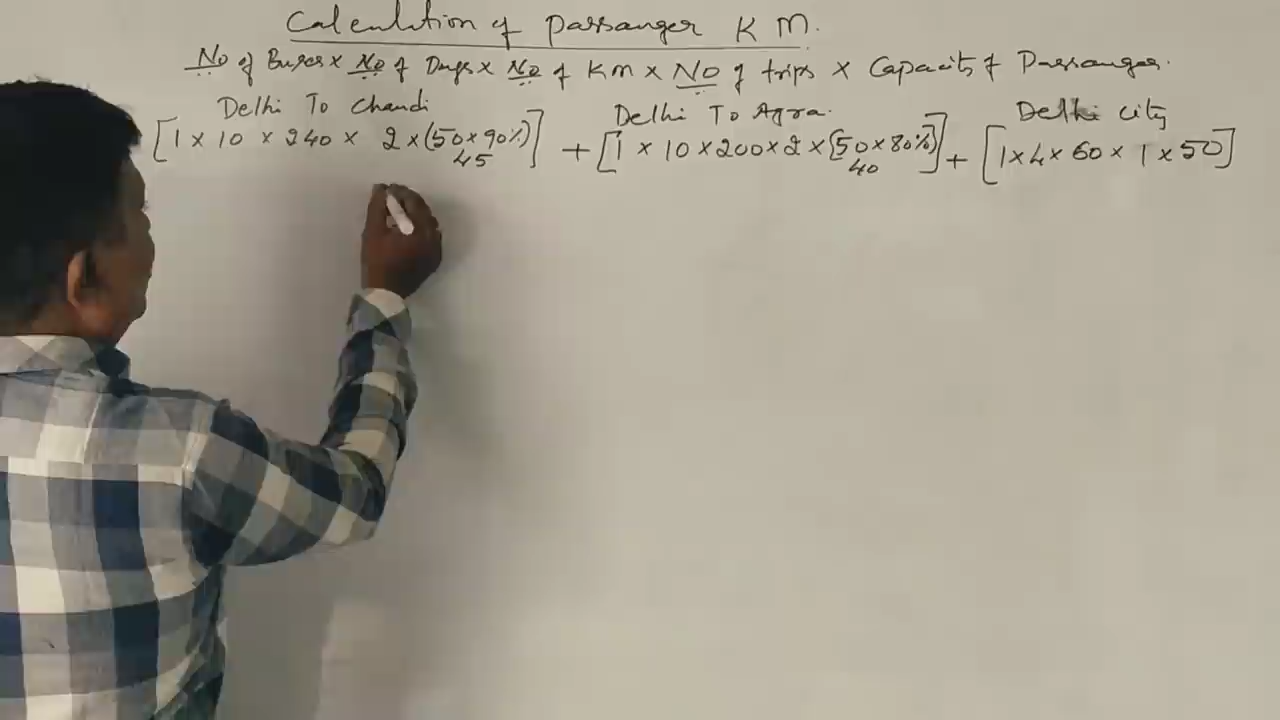 Calculation of Passanger K M.
No of Buses x No of Days x No of KM x No of trips x Capacity of Passanger.
Delhi To Chandi Delhi To Agra. Delhi city
[1 x 10 x 240 x 2 x (50 x 90%)] + [1 x 10 x 200 x 2 x (50 x 80%)] + [1 x 4 x 60 x 1 x 50]
45 40